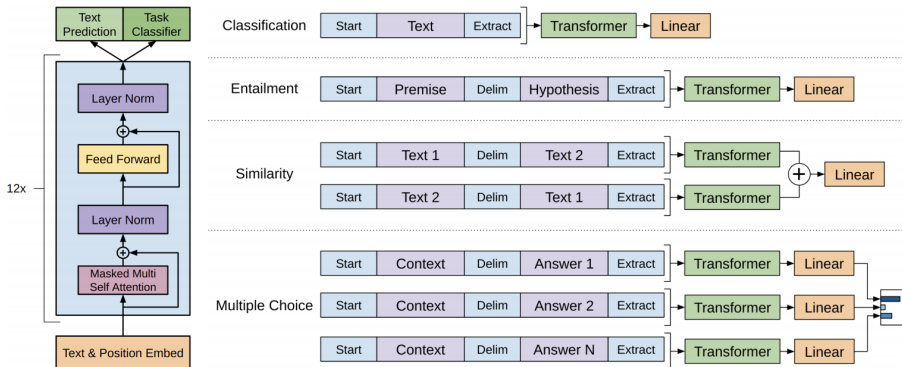 Text
Prediction
Task
Classifier
12x
Layer Norm
+
Feed Forward
Layer Norm
+
Masked Multi
Self Attention
Text & Position Embed
Classification
Start Text Extract Transformer Linear
Entailment
Start Premise Delim Hypothesis Extract Transformer Linear
Similarity
Start Text 1 Delim Text 2 Extract Transformer
+ Linear
Start Text 2 Delim Text 1 Extract Transformer
Multiple Choice
Start Context Delim Answer 1 Extract Transformer Linear
Start Context Delim Answer 2 Extract Transformer Linear
Start Context Delim Answer N Extract Transformer Linear